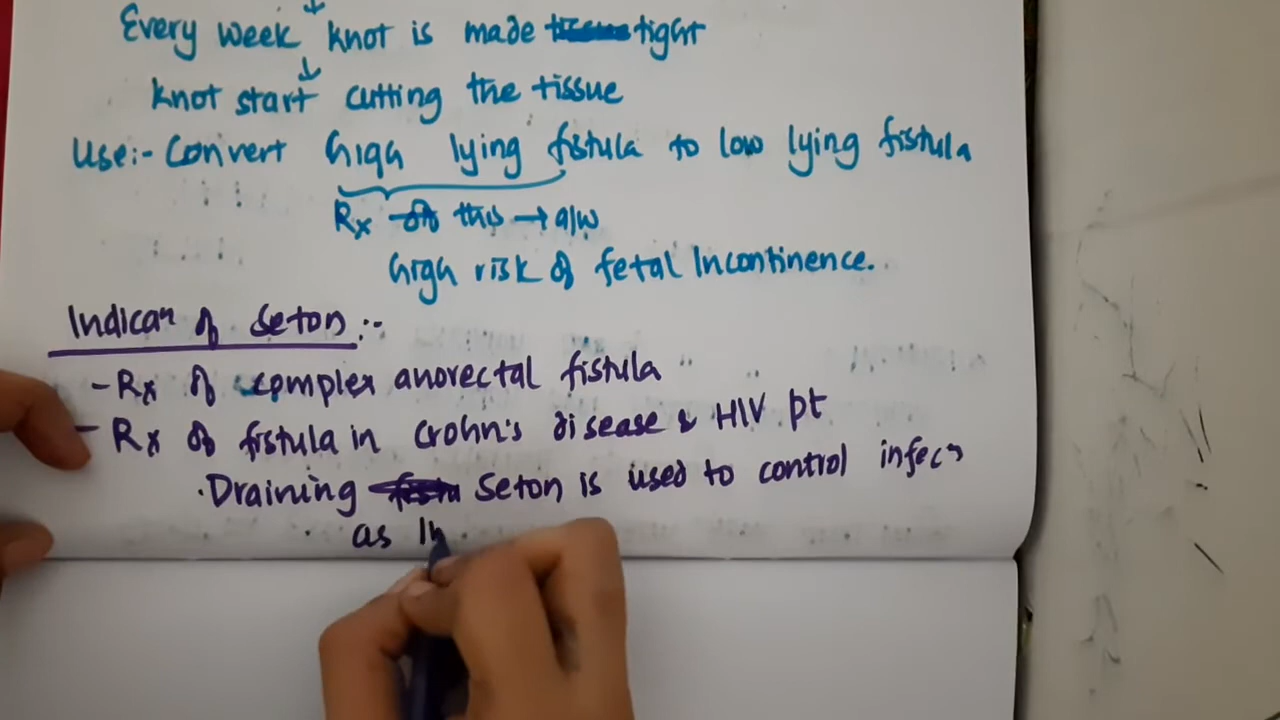 Every week knot is made tight
knot start cutting the tissue
Use:- Convert high lying fistula to low lying fistula
Rx of this → a/w
high risk of fetal Incontinence.
Indican of Seton :-
- Rx of complex anorectal fistula
- Rx of fistula in Crohn's disease & HIV pt
· Draining Seton is used to control infecn
as In